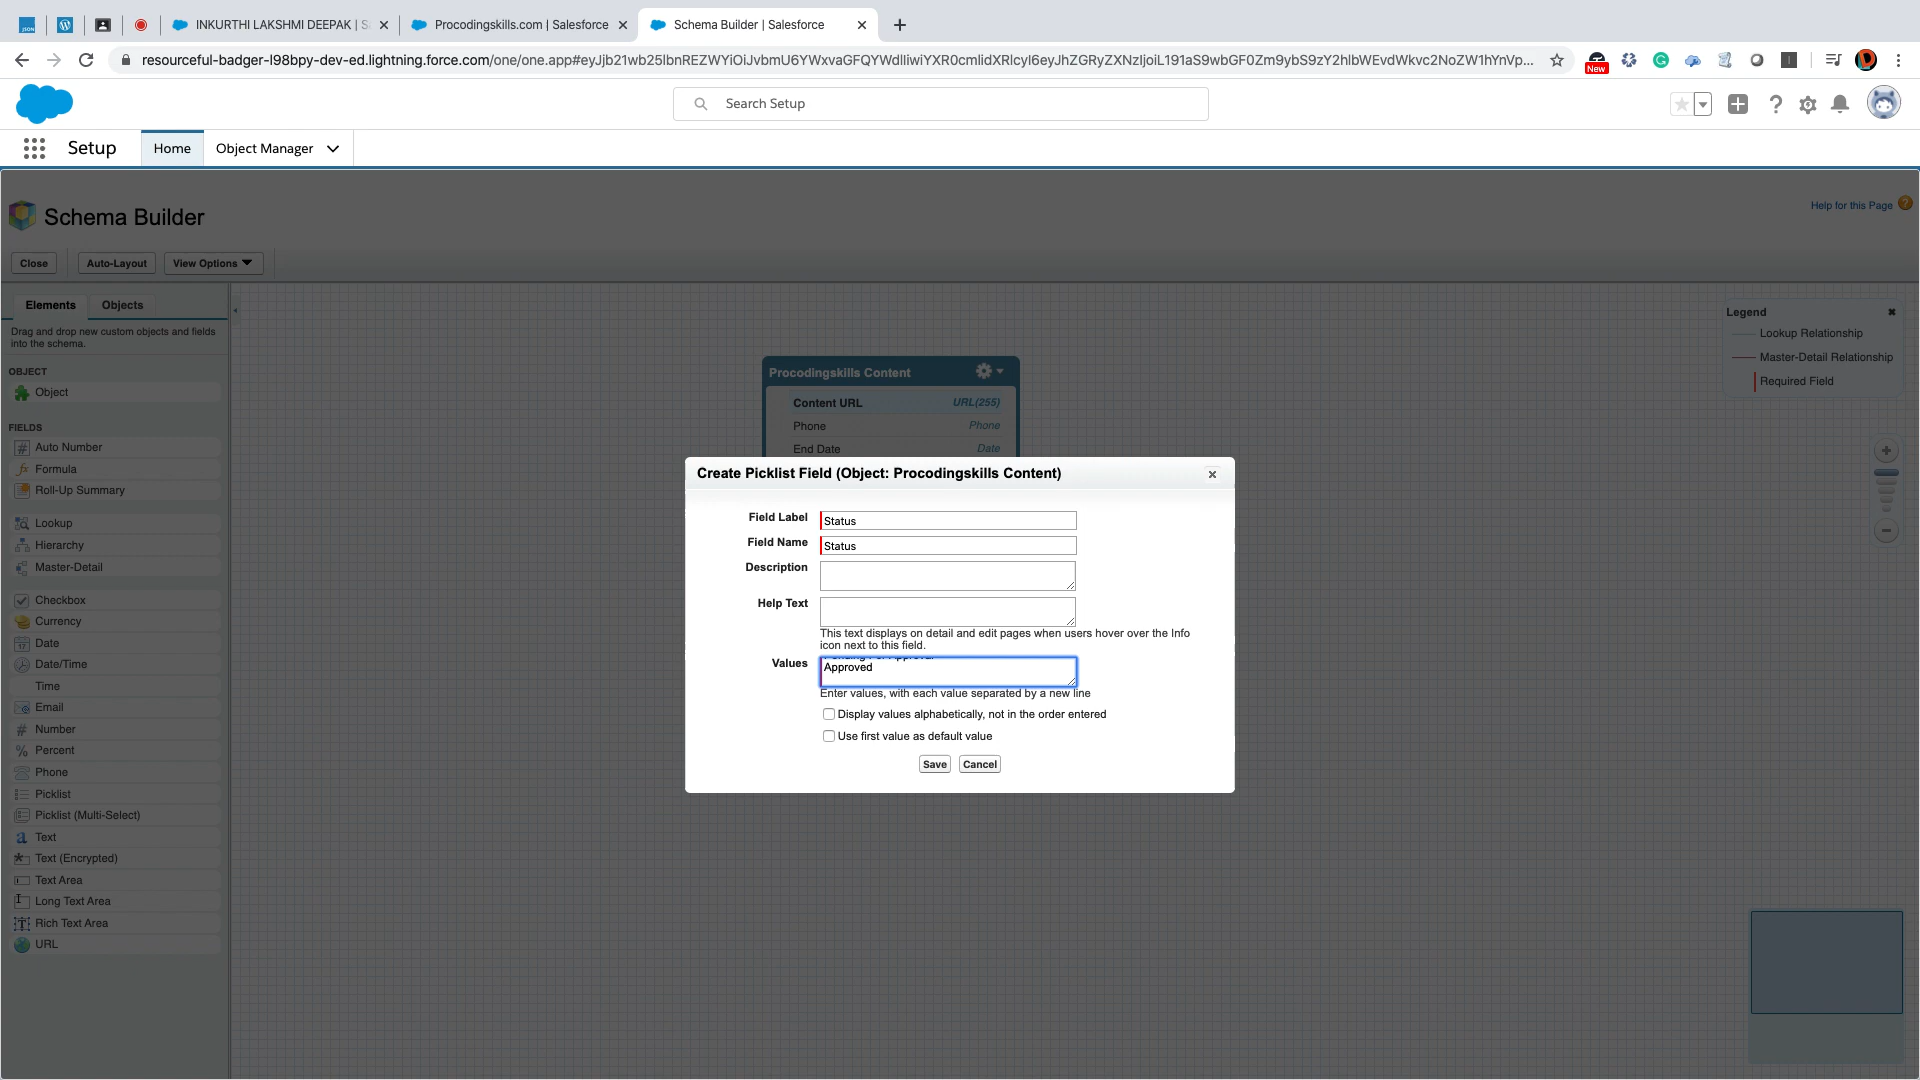 INKURTHI LAKSHMI DEEPAK | S
Procodingskills.com | Salesforce
Schema Builder | Salesforce
resourceful-badger-l98bpy-dev-ed.lightning.force.com/one/one.app#eyJjb21wb25lbnREZWYiOiJvbmU6YWxvaGFQYWdlIiwiYXR0cmlidXRlcyI6eyJhZGRyZXNzIjoiL191aS9wbGF0Zm9ybS9zY2hlbWEvdWkvc2NoZW1hYnVp...
New
Search Setup
Setup
Home
Object Manager
Schema Builder
Help for this Page
Close
Auto-Layout
View Options
Elements
Objects
Drag and drop new custom objects and fields
into the schema.
OBJECT
Object
FIELDS
Auto Number
Formula
Roll-Up Summary
Lookup
Hierarchy
Master-Detail
Checkbox
Currency
Date
Date/Time
Time
Email
Number
Percent
Phone
Picklist
Picklist (Multi-Select)
Text
Text (Encrypted)
Text Area
Long Text Area
Rich Text Area
URL
Procodingskills Content
Content URL URL(255)
Phone Phone
End Date Date
Legend
Lookup Relationship
Master-Detail Relationship
Required Field
Create Picklist Field (Object: Procodingskills Content)
Field Label Status
Field Name Status
Description
Help Text
This text displays on detail and edit pages when users hover over the Info
icon next to this field.
Values
Approved
Enter values, with each value separated by a new line
Display values alphabetically, not in the order entered
Use first value as default value
Save
Cancel